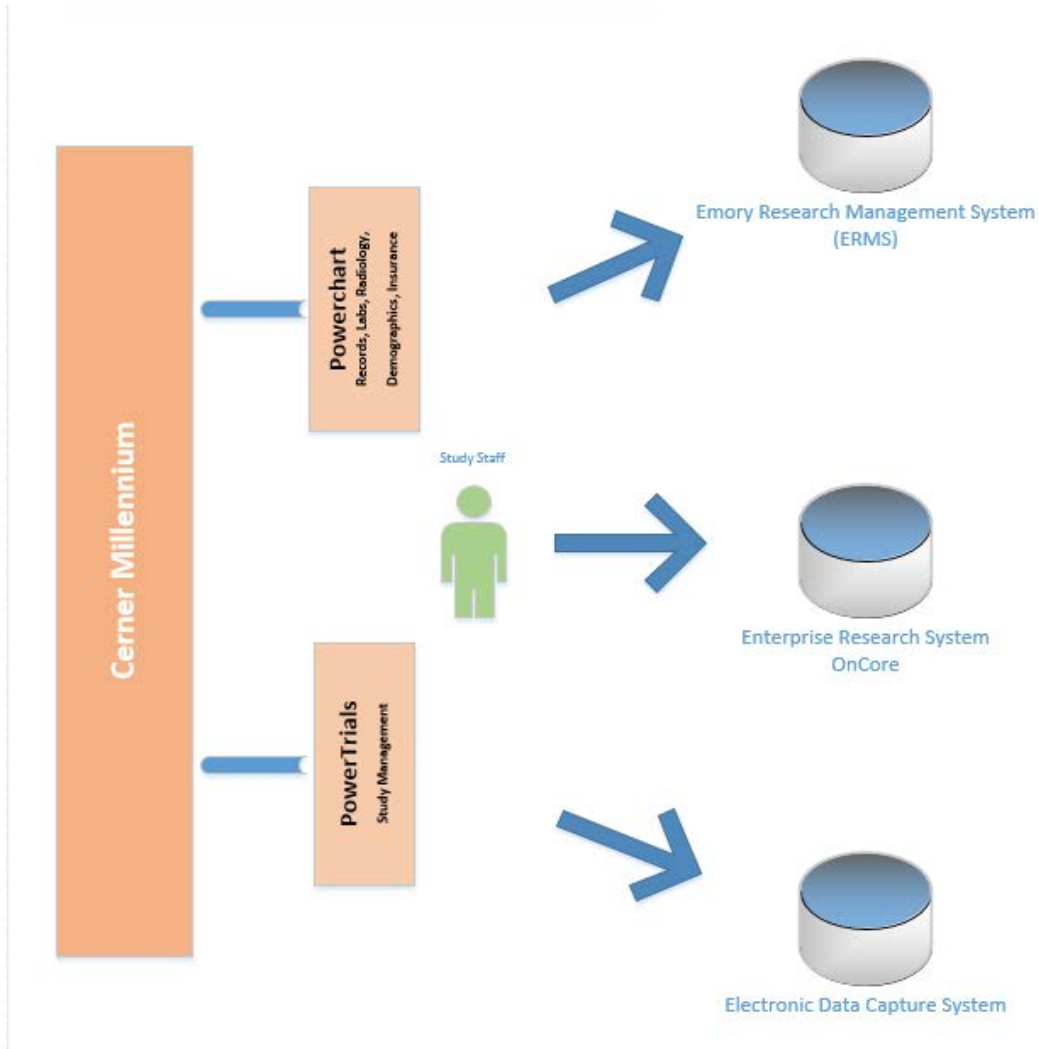 Cerner Millennium
Powerchart
Records, Labs, Radiology,
Demographics, Insurance
Study Staff
PowerTrials
Study Management
Emory Research Management System
(ERMS)
Enterprise Research System
OnCore
Electronic Data Capture System